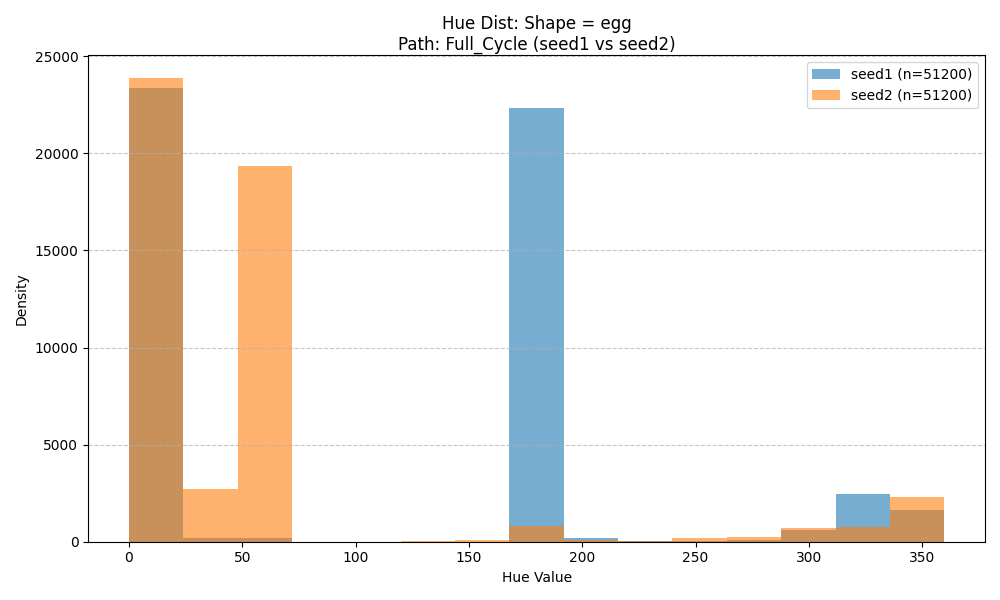 Hue Dist: Shape = egg
Path: Full_Cycle (seed1 vs seed2)
seed1 (n=51200)
seed2 (n=51200)
Density
25000
20000
15000
10000
5000
0
0 50 100 150 200 250 300 350
Hue Value